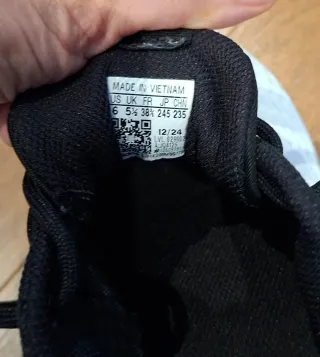 MADE IN VIETNAM
US UK FR JP CHN
6 5½ 38⅔ 245 235
12/24